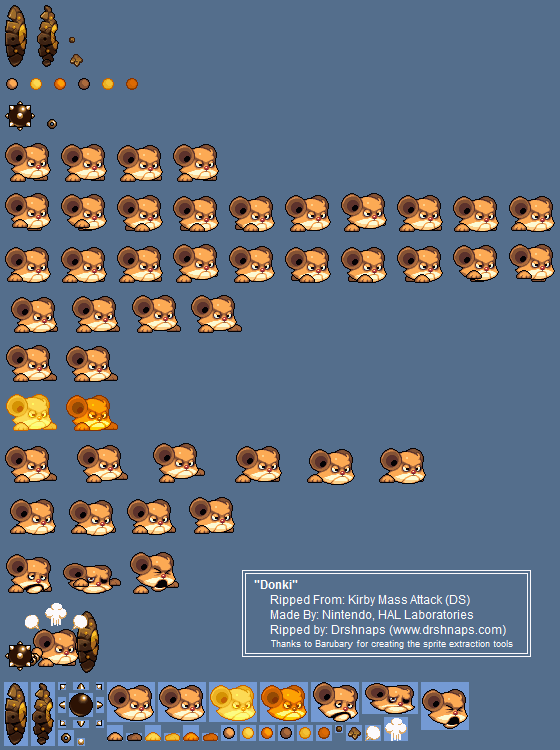 "Donki"
Ripped From: Kirby Mass Attack (DS)
Made By: Nintendo, HAL Laboratories
Ripped by: Drshnaps (www.drshnaps.com)
Thanks to Barubary for creating the sprite extraction tools